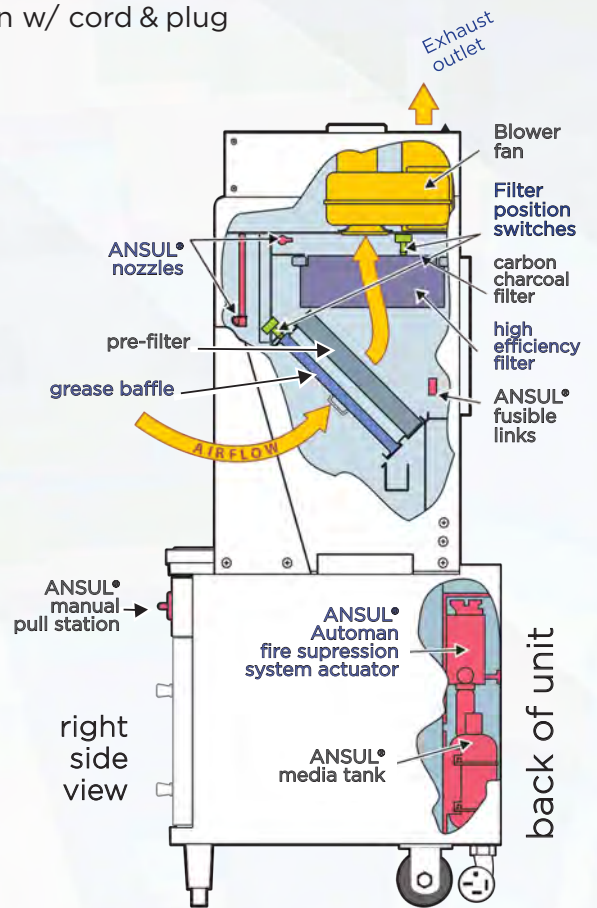 n w/ cord & plug
Exhaust
outlet
Blower
fan
Filter
position
switches
ANSUL®
nozzles
carbon
charcoal
filter
pre-filter
high
efficiency
filter
grease baffle
ANSUL®
fusible
links
AIRFLOW
ANSUL®
manual
pull station
ANSUL®
Automan
fire supression
system actuator
right
side
view
ANSUL®
media tank
back of unit